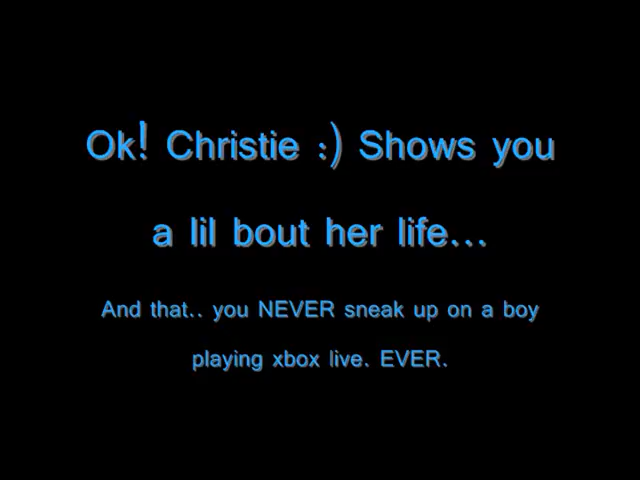 Ok! Christie :) Shows you
a lil bout her life...
And that.. you NEVER sneak up on a boy
playing xbox live. EVER.